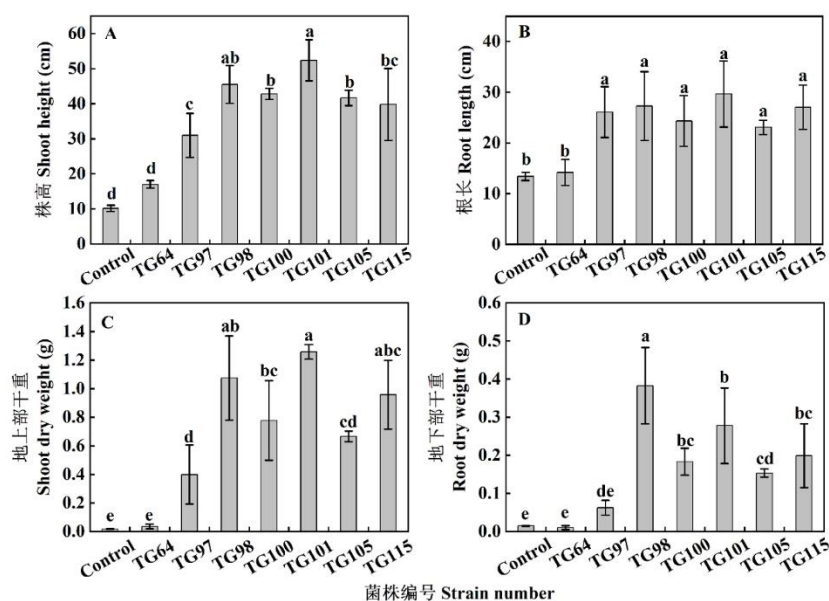 A
株高 Shoot height (cm)
60
50
40
30
20
10
0
d
d
c
ab
b
a
b
bc
Control
TG64
TG97
TG98
TG100
TG101
TG105
TG115
B
根长 Root length (cm)
40
30
20
10
0
b
b
a
a
a
a
a
a
Control
TG64
TG97
TG98
TG100
TG101
TG105
TG115
C
地上部干重
Shoot dry weight (g)
1.6
1.4
1.2
1.0
0.8
0.6
0.4
0.2
0.0
e
e
d
ab
bc
a
cd
abc
Control
TG64
TG97
TG98
TG100
TG101
TG105
TG115
D
地下部干重
Root dry weight (g)
0.6
0.5
0.4
0.3
0.2
0.1
0.0
e
e
de
a
bc
b
cd
bc
Control
TG64
TG97
TG98
TG100
TG101
TG105
TG115
菌株编号 Strain number